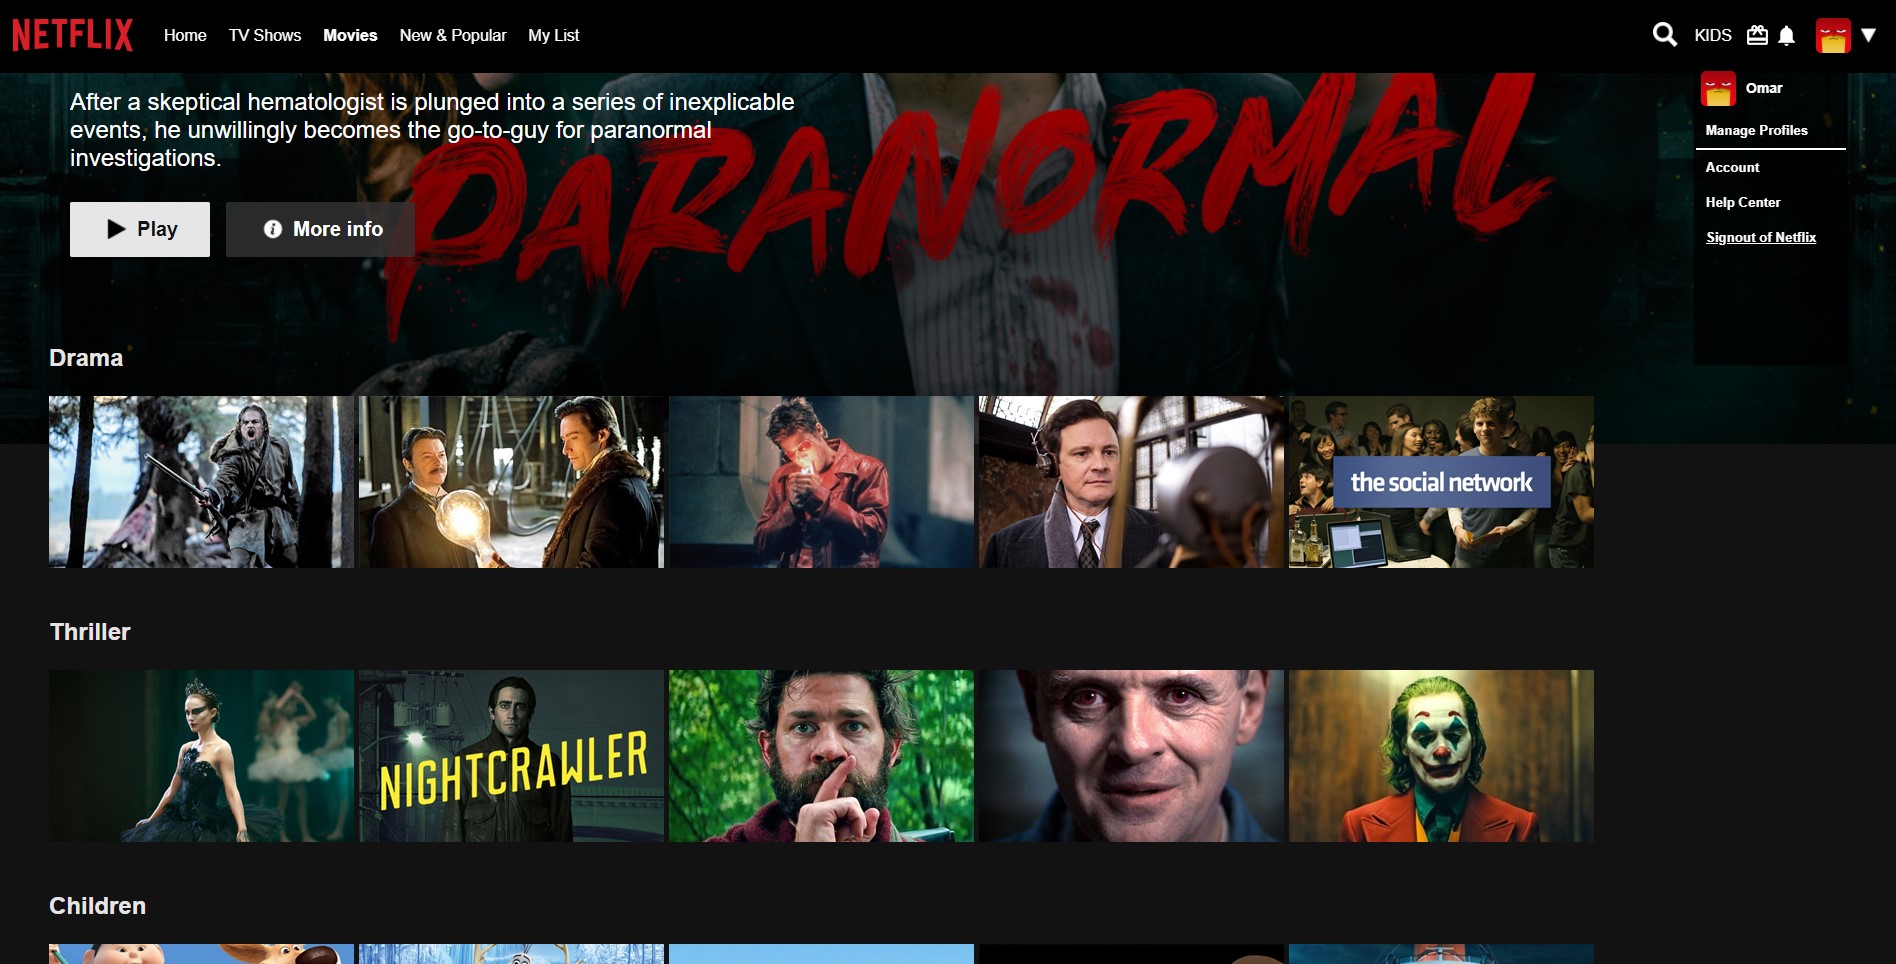 NETFLIX
Home
TV Shows
Movies
New & Popular
My List
KIDS
After a skeptical hematologist is plunged into a series of inexplicable
events, he unwillingly becomes the go-to-guy for paranormal
investigations.
PARANORMAL
Play
More info
Omar
Manage Profiles
Account
Help Center
Signout of Netflix
Drama
the social network
Thriller
NIGHTCRAWLER
Children